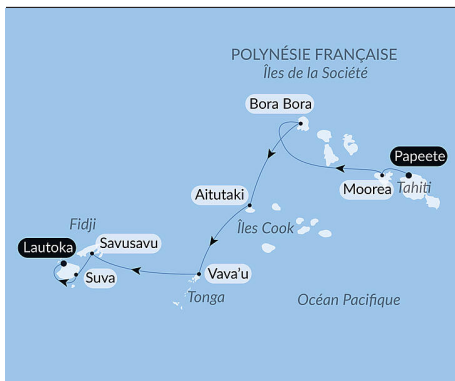 POLYNÉSIE FRANÇAISE
Îles de la Société
Bora Bora
Papeete
Moorea
Tahiti
Aitutaki
Îles Cook
Fidji
Savusavu
Lautoka
Suva
Vava'u
Tonga
Océan Pacifique